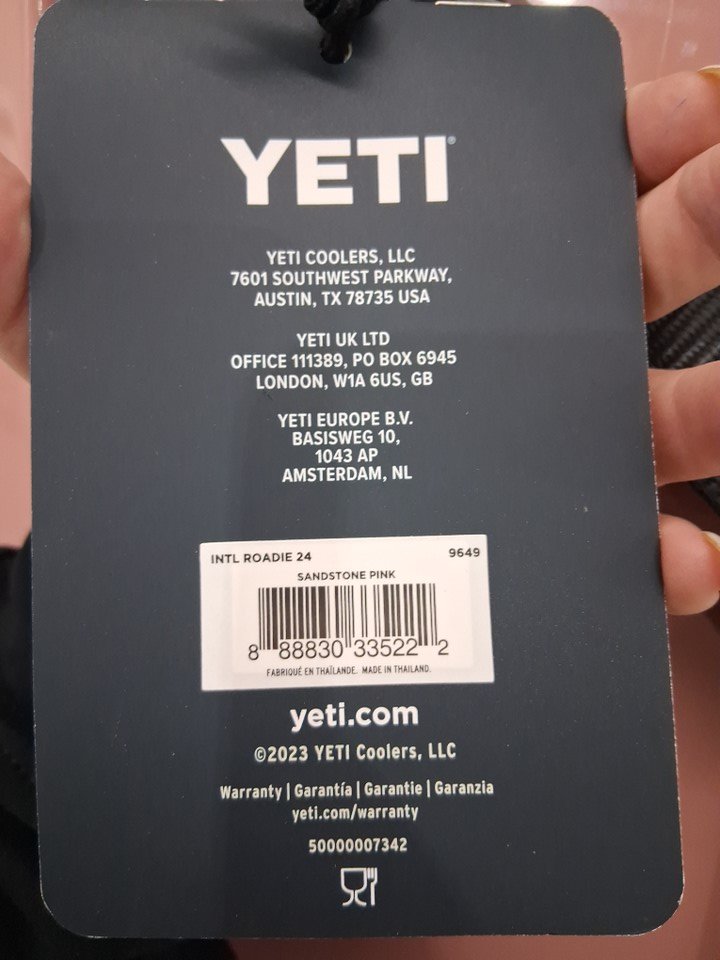 YETI®
YETI COOLERS, LLC
7601 SOUTHWEST PARKWAY,
AUSTIN, TX 78735 USA
YETI UK LTD
OFFICE 111389, PO BOX 6945
LONDON, W1A 6US, GB
YETI EUROPE B.V.
BASISWEG 10,
1043 AP
AMSTERDAM, NL
INTL ROADIE 24 9649
SANDSTONE PINK
8 88830 33522 2
FABRIQUÉ EN THAÏLANDE. MADE IN THAILAND.
yeti.com
©2023 YETI Coolers, LLC
Warranty | Garantía | Garantie | Garanzia
yeti.com/warranty
50000007342